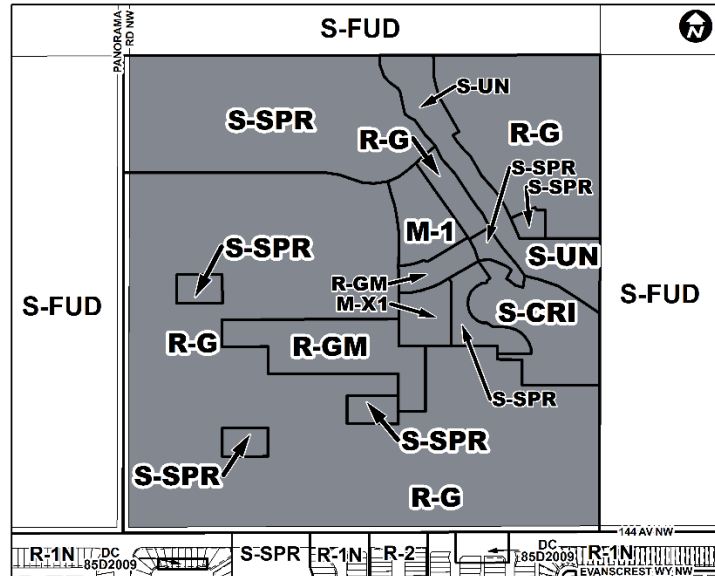 S-FUD
N
PANORAMA
RD NW
S-UN
S-SPR
R-G
R-G
S-SPR
S-SPR
M-1
S-SPR
S-UN
R-GM
M-X1
S-FUD
S-FUD
S-CRI
R-G
R-GM
S-SPR
S-SPR
S-SPR
R-G
144 AV NW
R-1N
DC
85D2009
S-SPR
R-1N
R-2
DC
85D2009
R-1N
EVANSCREST WY NW